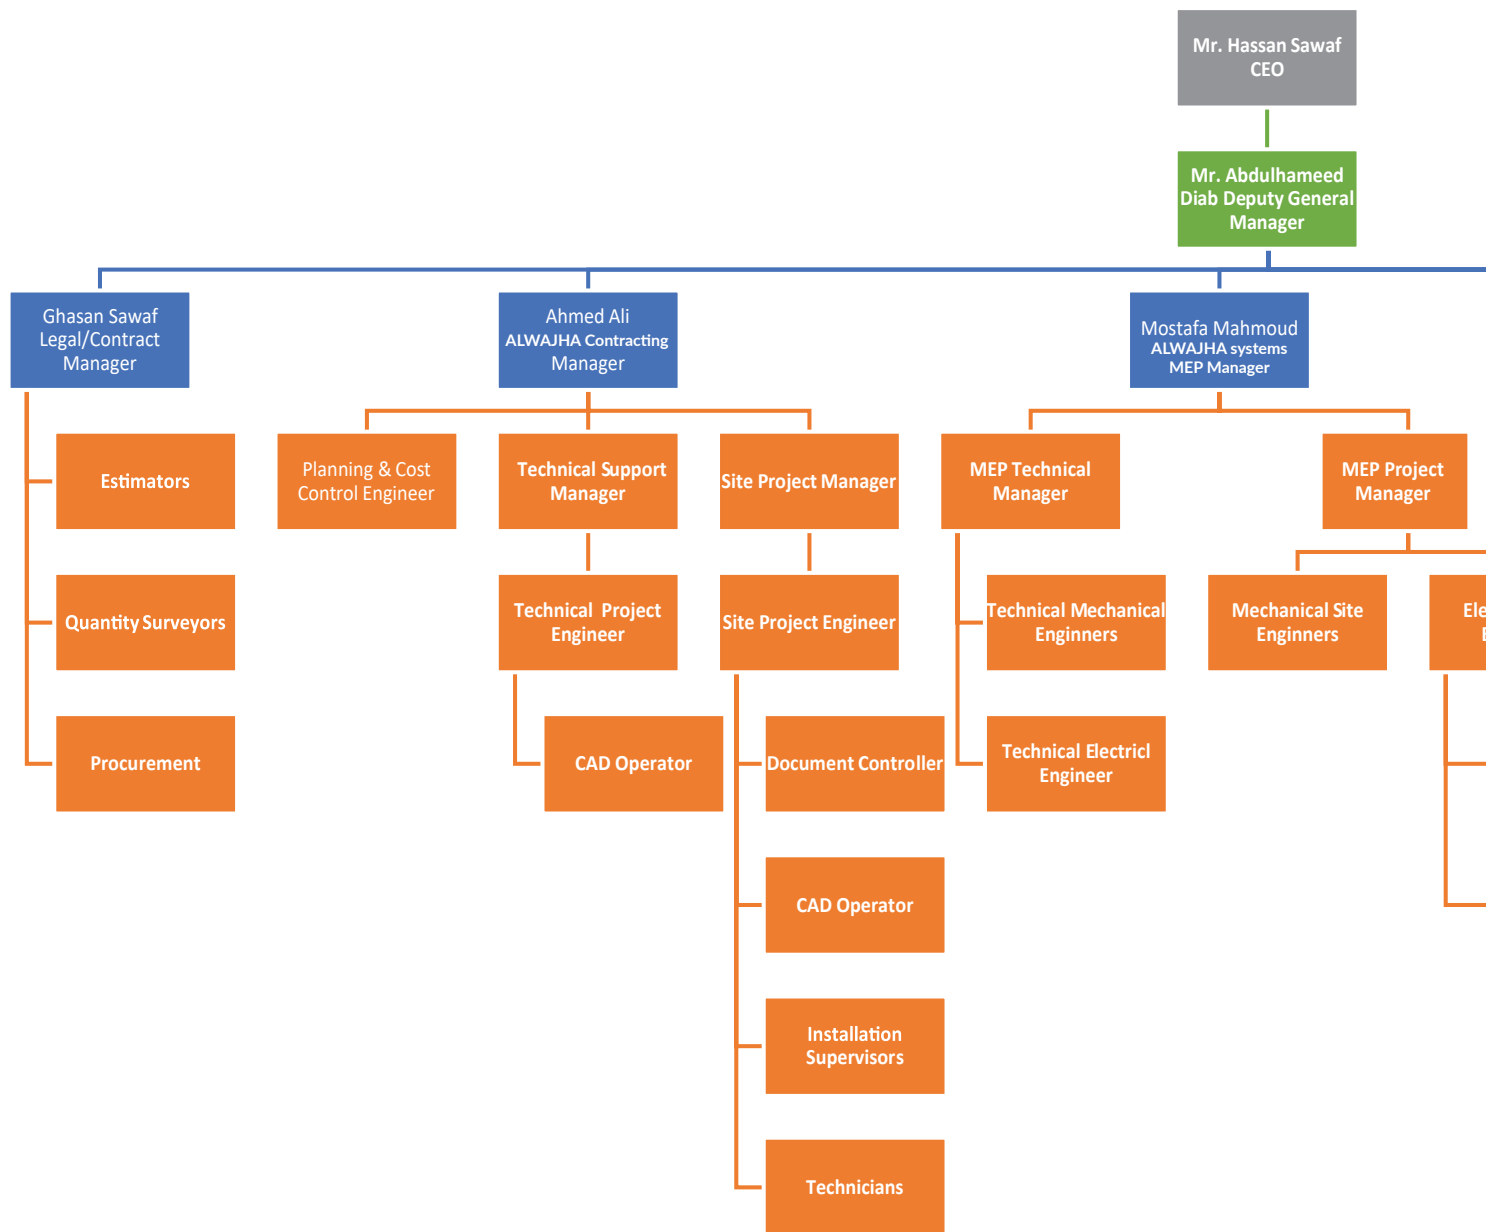 Mr. Hassan Sawaf
CEO
Mr. Abdulhameed
Diab Deputy General
Manager
Ghasan Sawaf
Legal/Contract
Manager
Ahmed Ali
ALWAJHA Contracting
Manager
Mostafa Mahmoud
ALWAJHA systems
MEP Manager
Estimators
Planning & Cost
Control Engineer
Technical Support
Manager
Site Project Manager
MEP Technical
Manager
MEP Project
Manager
Quantity Surveyors
Technical  Project
Engineer
Site Project Engineer
Technical Mechanical
Enginners
Mechanical Site
Enginners
Procurement
CAD Operator
Document Controller
Technical Electricl
Engineer
CAD Operator
Installation
Supervisors
Technicians